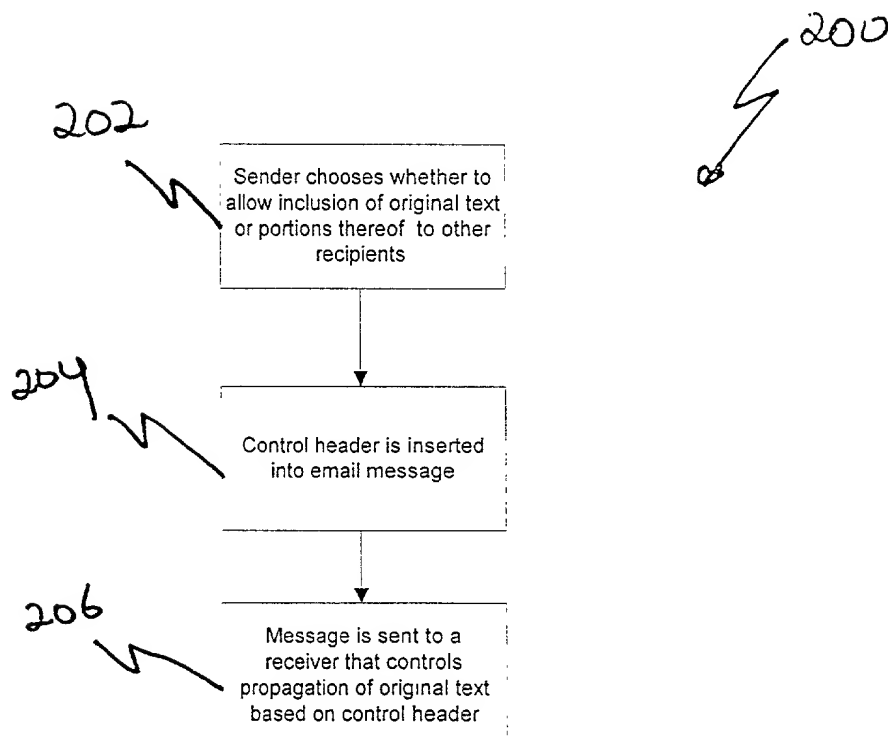 200
202
Sender chooses whether to
allow inclusion of original text
or portions thereof to other
recipients
204
Control header is inserted
into email message
206
Message is sent to a
receiver that controls
propagation of original text
based on control header